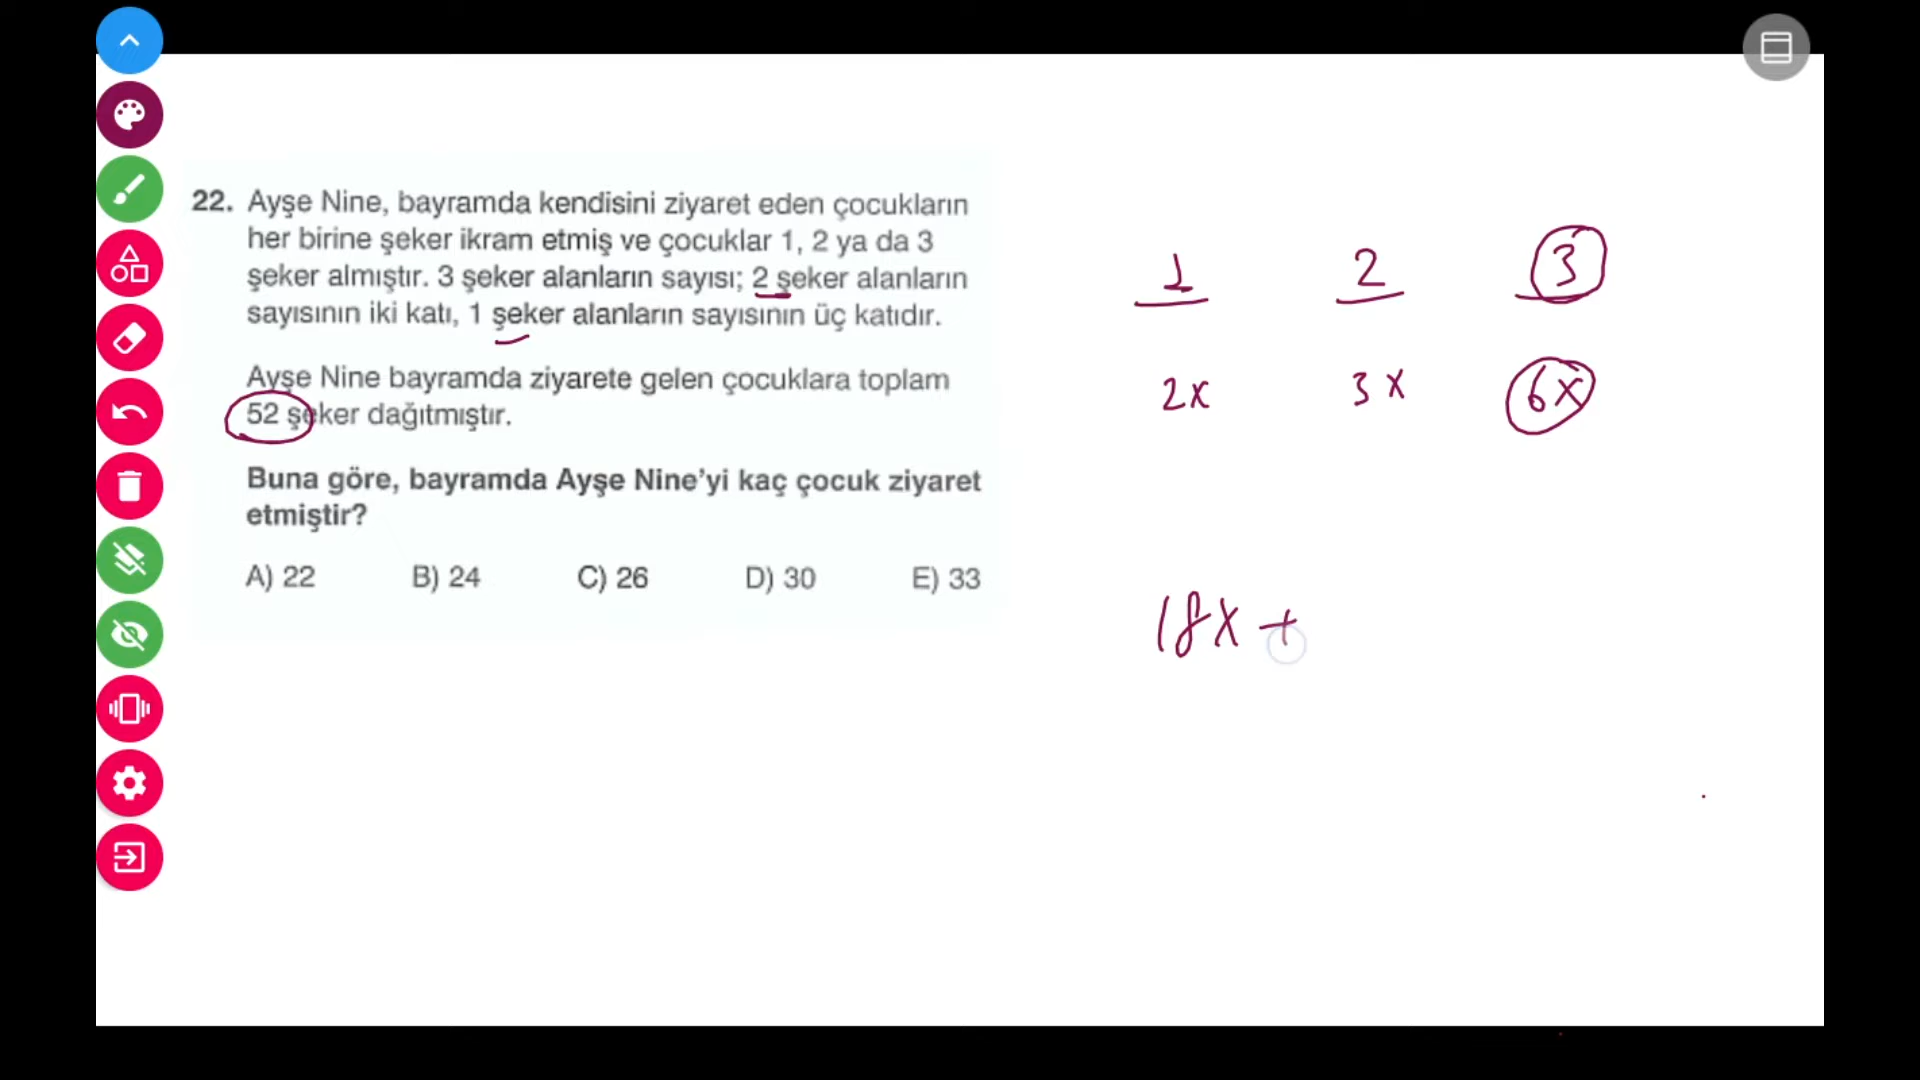 22. Ayşe Nine, bayramda kendisini ziyaret eden çocukların
her birine şeker ikram etmiş ve çocuklar 1, 2 ya da 3
şeker almıştır. 3 şeker alanların sayısı; 2 şeker alanların
sayısının iki katı, 1 şeker alanların sayısının üç katıdır.
Ayşe Nine bayramda ziyarete gelen çocuklara toplam
52 şeker dağıtmıştır.
Buna göre, bayramda Ayşe Nine'yi kaç çocuk ziyaret
etmiştir?
A) 22 B) 24 C) 26 D) 30 E) 33
1 2 3
2x 3x 6x
18x +